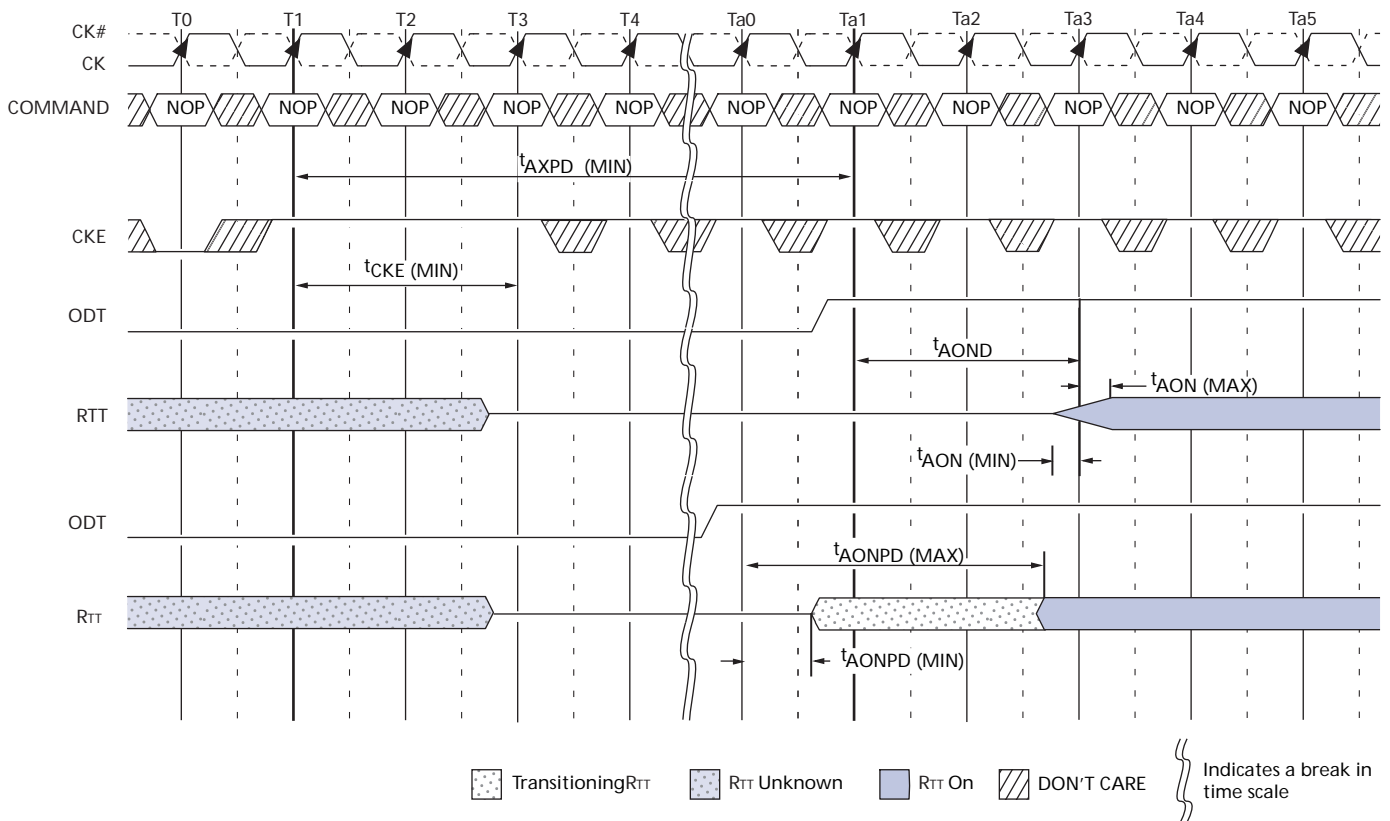 T0 T1 T2 T3 T4 Ta0 Ta1 Ta2 Ta3 Ta4 Ta5
CK#
CK
COMMAND NOP NOP NOP NOP NOP NOP NOP NOP NOP NOP NOP
tAXPD (MIN)
CKE
tCKE (MIN)
ODT
tAOND
tAON (MAX)
RTT
tAON (MIN)
ODT
tAONPD (MAX)
RTT
tAONPD (MIN)
TransitioningRTT RTT Unknown RTT On DON'T CARE Indicates a break in
time scale